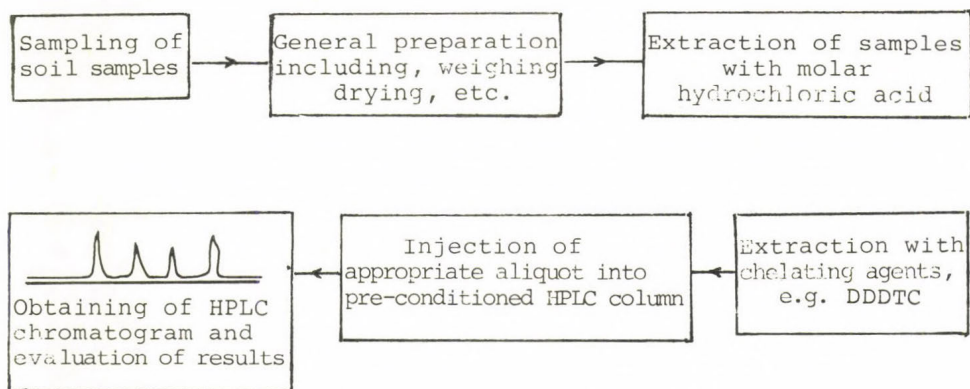 Sampling of
soil samples
General preparation
including, weighing
drying, etc.
Extraction of samples
with molar
hydrochloric acid
Extraction with
chelating agents,
e.g. DDDTC
Injection of
appropriate aliquot into
pre-conditioned HPLC column
Obtaining of HPLC
chromatogram and
evaluation of results